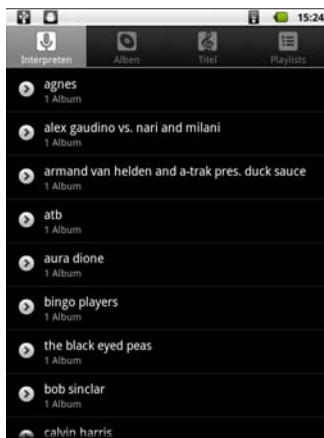 15:24
Interpreten Alben Titel Playlists
agnes
1 Album
alex gaudino vs. nari and milani
1 Album
armand van helden and a-trak pres. duck sauce
1 Album
atb
1 Album
aura dione
1 Album
bingo players
1 Album
the black eyed peas
1 Album
bob sinclar
1 Album
calvin harris